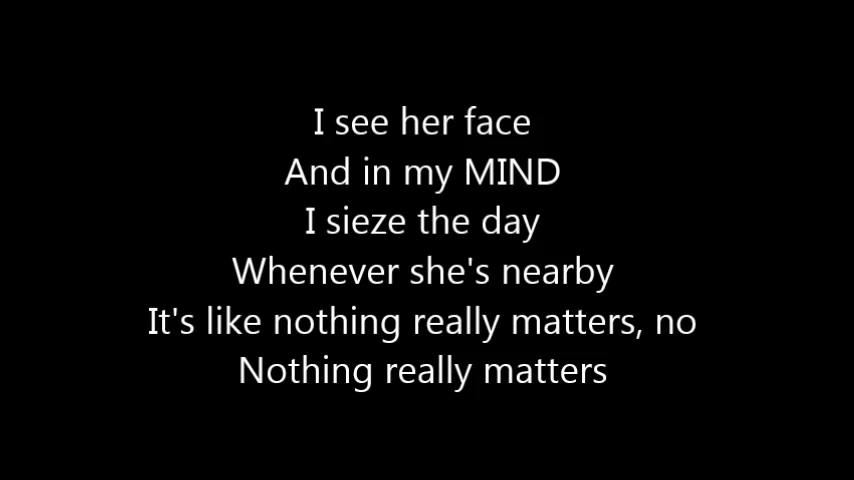 I see her face
And in my MIND
I sieze the day
Whenever she's nearby
It's like nothing really matters, no
Nothing really matters